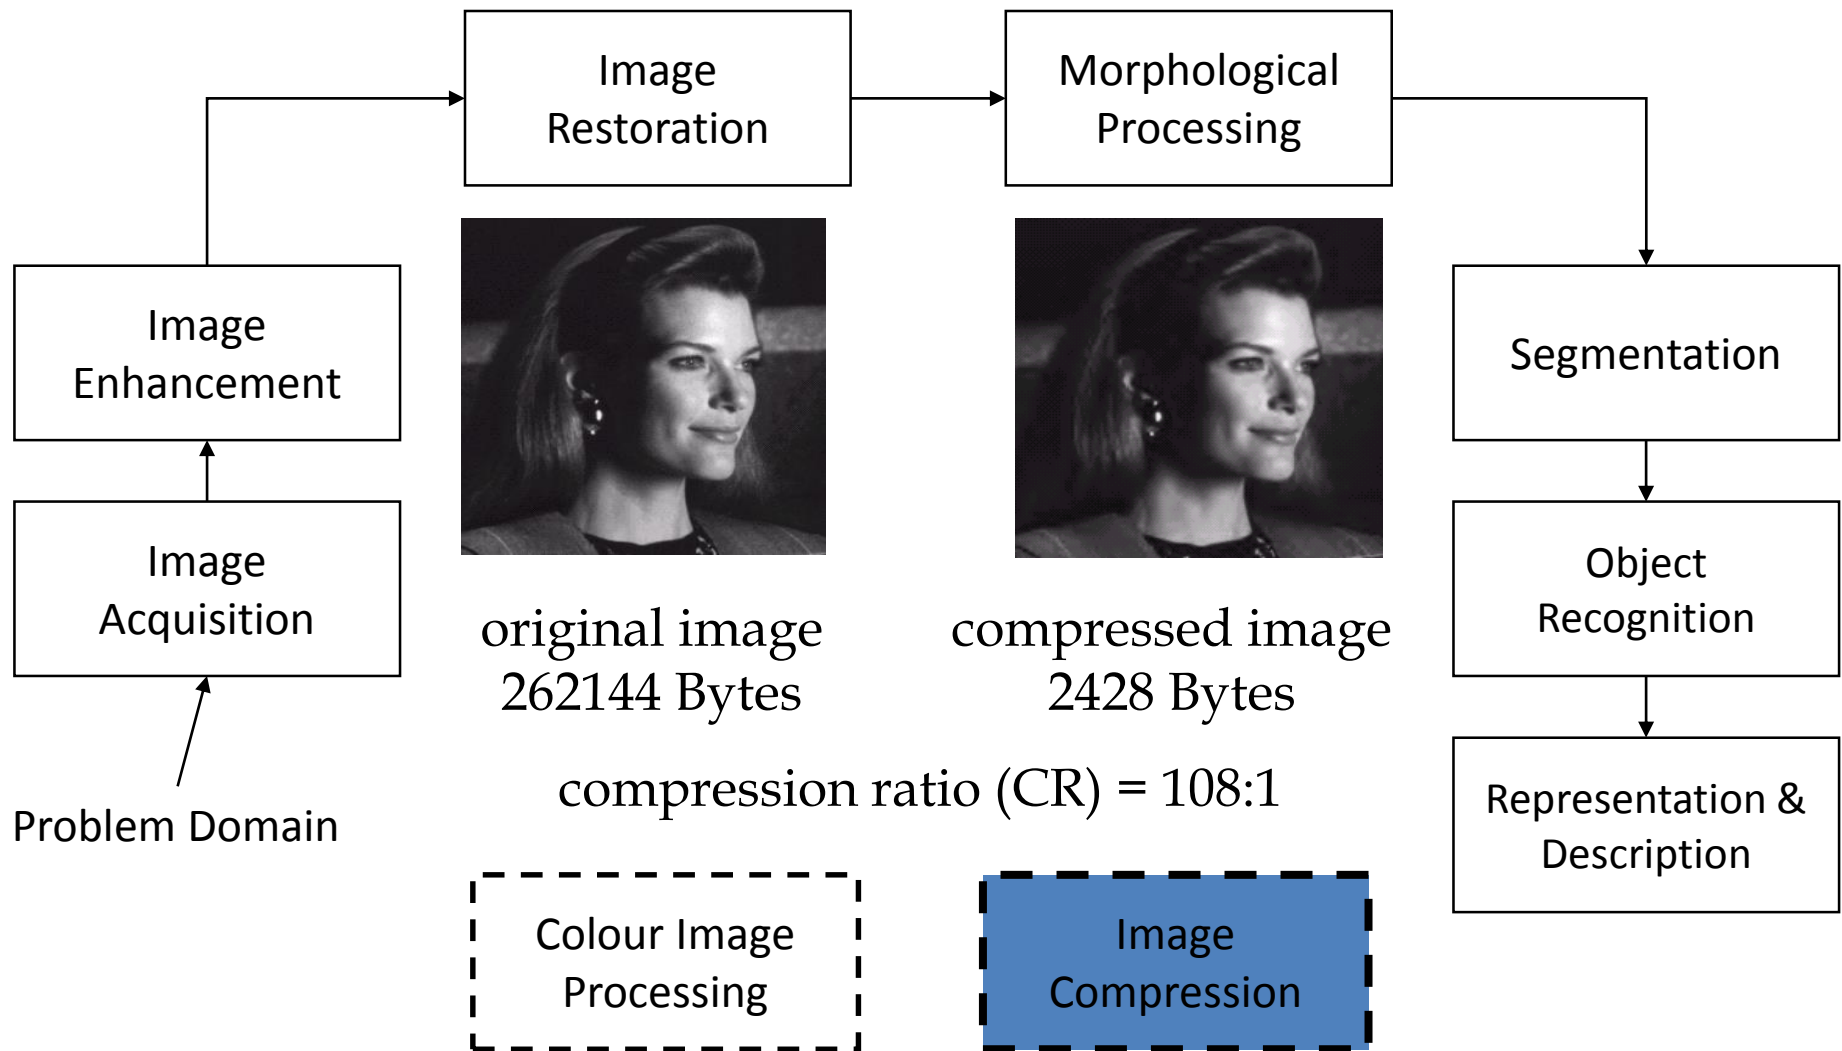 Image
Restoration
Morphological
Processing
Image
Enhancement
Segmentation
Image
Acquisition
Object
Recognition
original image
262144 Bytes
compressed image
2428 Bytes
compression ratio (CR) = 108:1
Problem Domain
Representation &
Description
Colour Image
Processing
Image
Compression